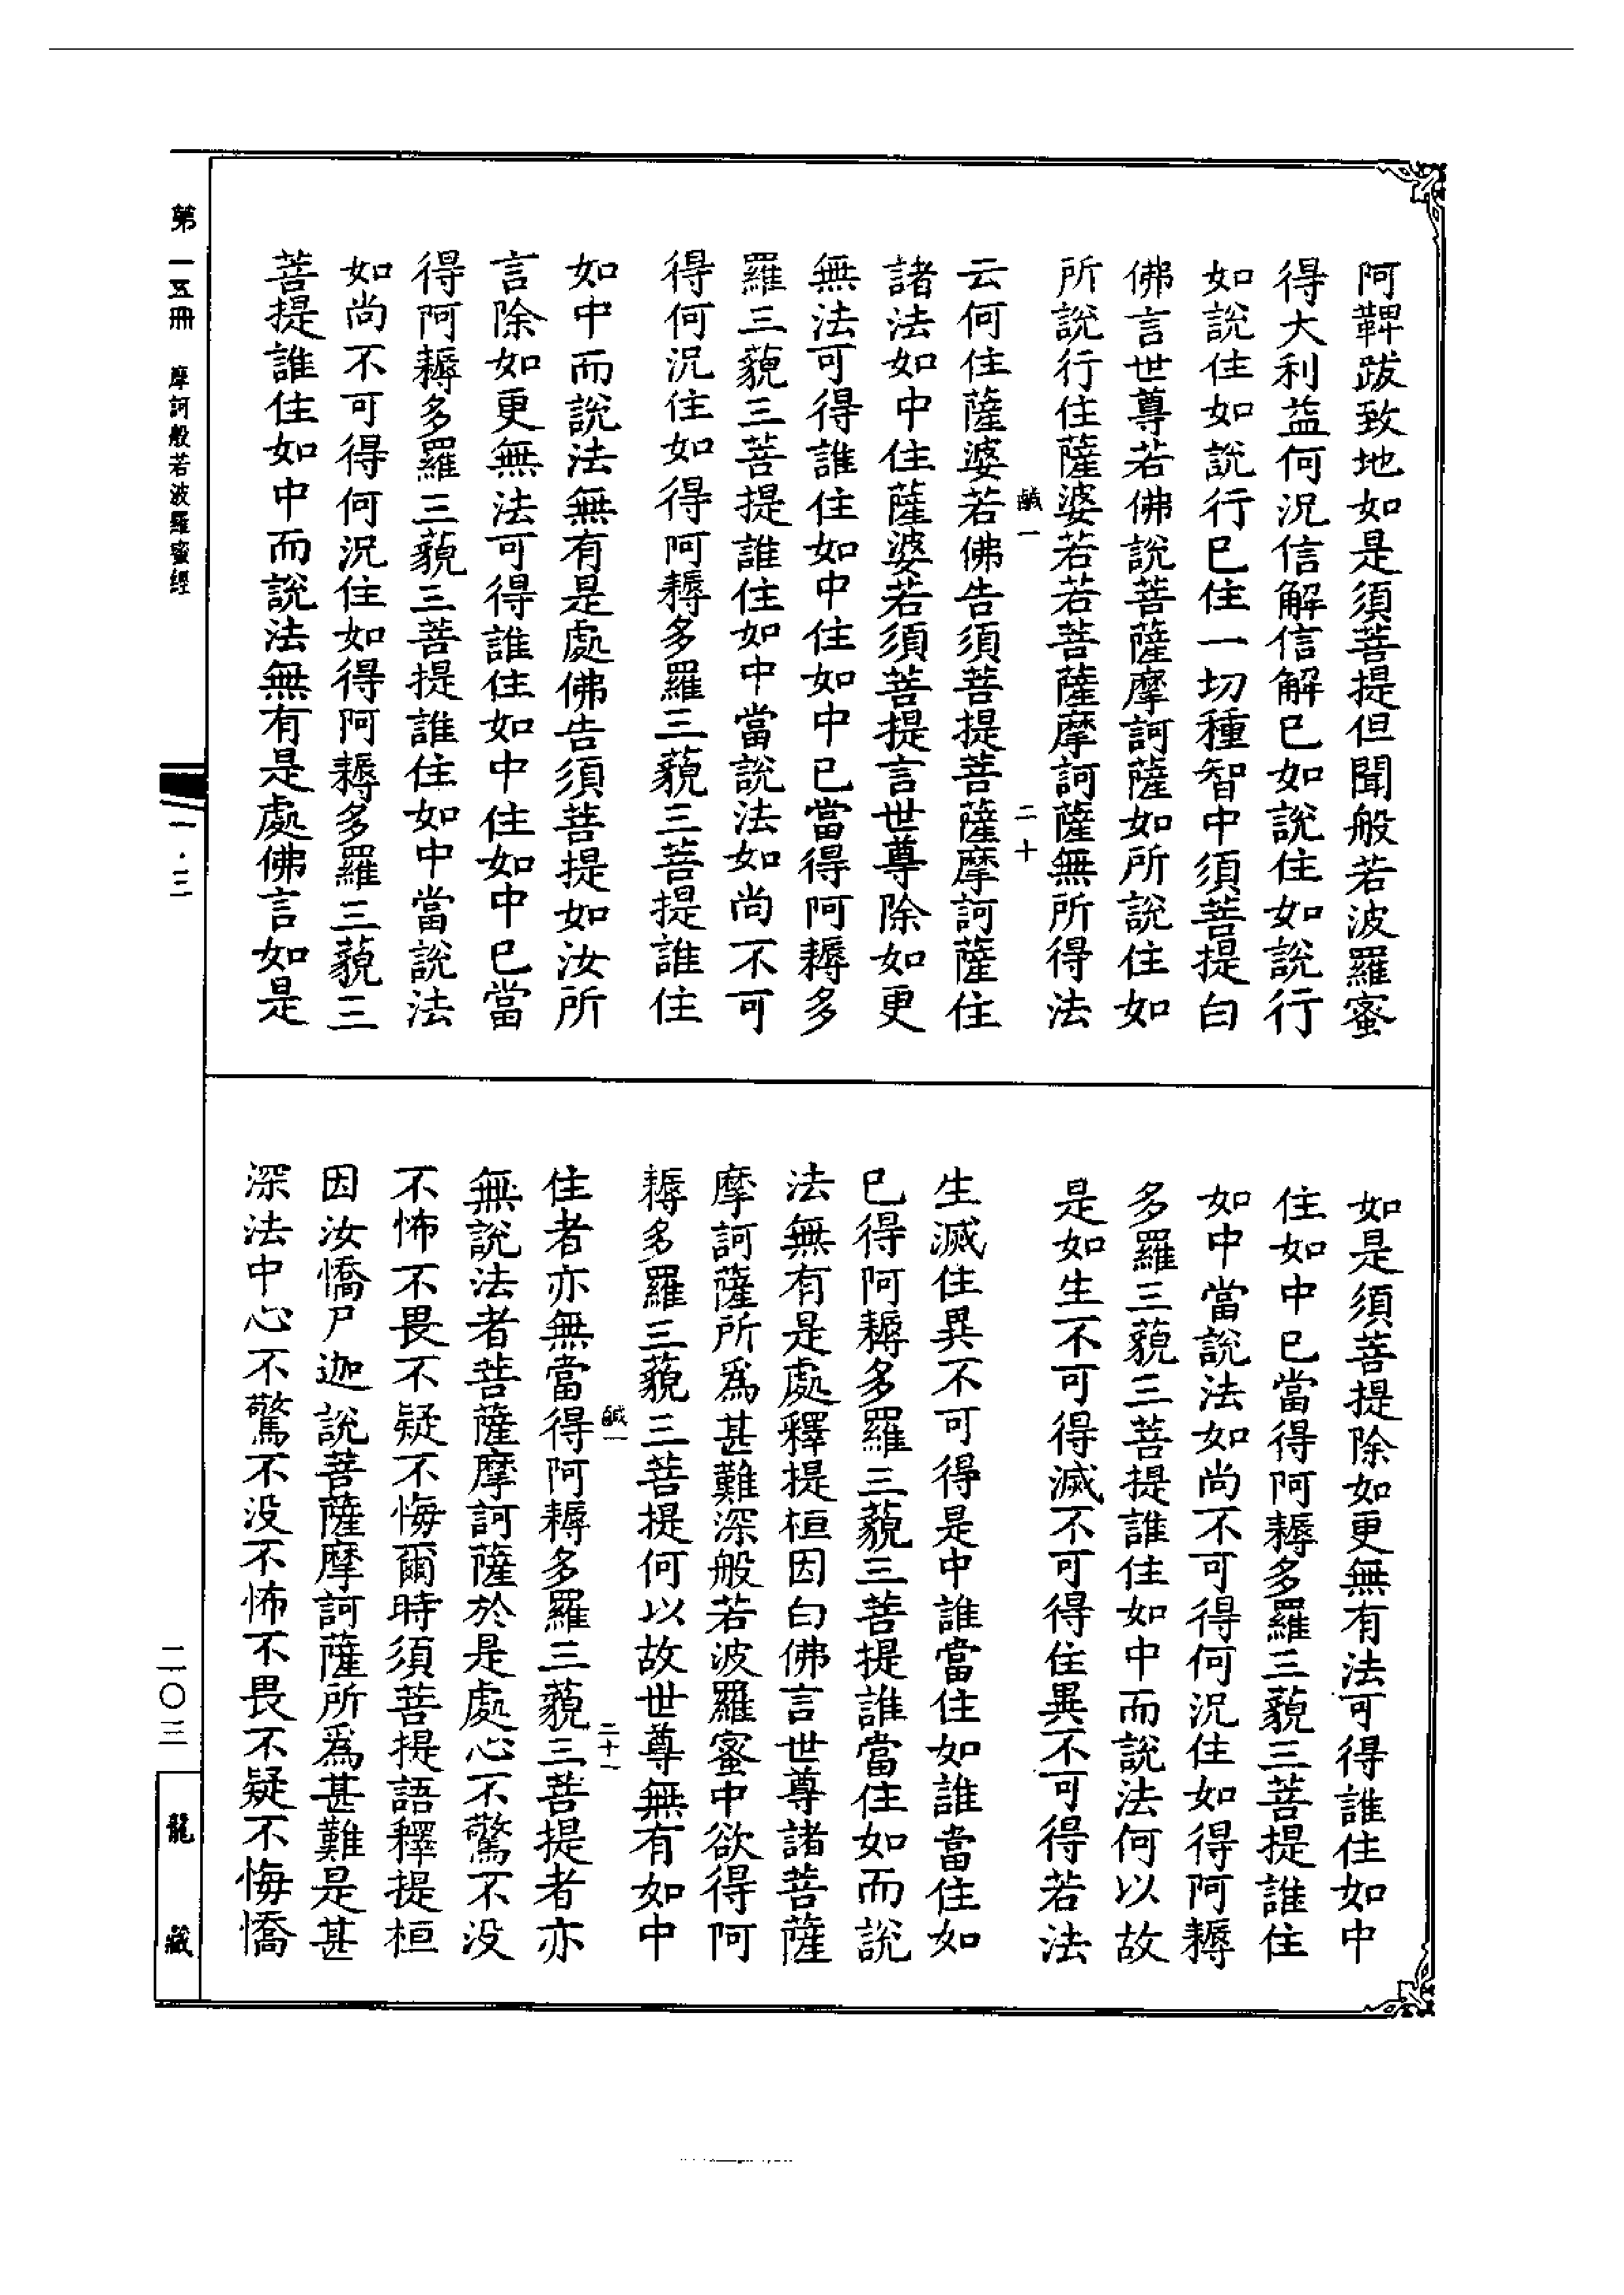 阿鞞跋致地如是須菩提但聞般若波羅蜜
得大利益何況信解信解已如說住如說行
如說住如說行已住一切種智中須菩提白
佛言世尊若佛說菩薩摩訶薩如所說住如
所說行住薩婆若若菩薩摩訶薩無所得法
鹹一 二十
云何住薩婆若佛告須菩提菩薩摩訶薩住
諸法如中住薩婆若須菩提言世尊除如更
無法可得誰住如中住如中已當得阿耨多
羅三藐三菩提誰住如中當說法如尚不可
得何況住如得阿耨多羅三藐三菩提誰住
如中而說法無有是處佛告須菩提如汝所
言除如更無法可得誰住如中住如中已當
得阿耨多羅三藐三菩提誰住如中當說法
如尚不可得何況住如得阿耨多羅三藐三
菩提誰住如中而說法無有是處佛言如是
如是須菩提除如更無有法可得誰住如中
住如中已當得阿耨多羅三藐三菩提誰住
如中當說法如尚不可得何況住如得阿耨
多羅三藐三菩提誰住如中而說法何以故
是如生不可得滅不可得住異不可得若法
生滅住異不可得是中誰當住如誰當住如
已得阿耨多羅三藐三菩提誰當住如而說
法無有是處釋提桓因白佛言世尊諸菩薩
摩訶薩所爲甚難深般若波羅蜜中欲得阿
耨多羅三藐三菩提何以故世尊無有如中
鹹一 二十一
住者亦無當得阿耨多羅三藐三菩提者亦
無說法者菩薩摩訶薩於是處心不驚不没
不怖不畏不疑不悔爾時須菩提語釋提桓
因汝憍尸迦說菩薩摩訶薩所爲甚難是甚
深法中心不驚不没不怖不畏不疑不悔憍
第一五冊 摩訶般若波羅蜜經
一·三
二〇三
龍藏